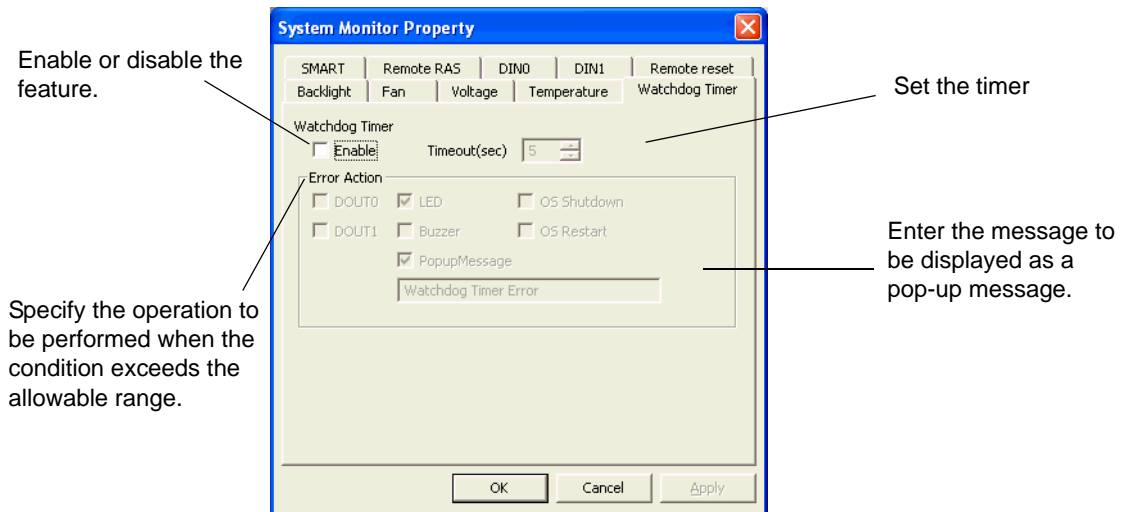 System Monitor Property
Enable or disable the
feature.
SMART Remote RAS DIN0 DIN1 Remote reset
Backlight Fan Voltage Temperature Watchdog Timer
Set the timer
Watchdog Timer
Enable Timeout(sec) 5
Error Action
DOUT0 LED OS Shutdown
DOUT1 Buzzer OS Restart
PopupMessage
Watchdog Timer Error
Enter the message to
be displayed as a
pop-up message.
Specify the operation to
be performed when the
condition exceeds the
allowable range.
OK Cancel Apply